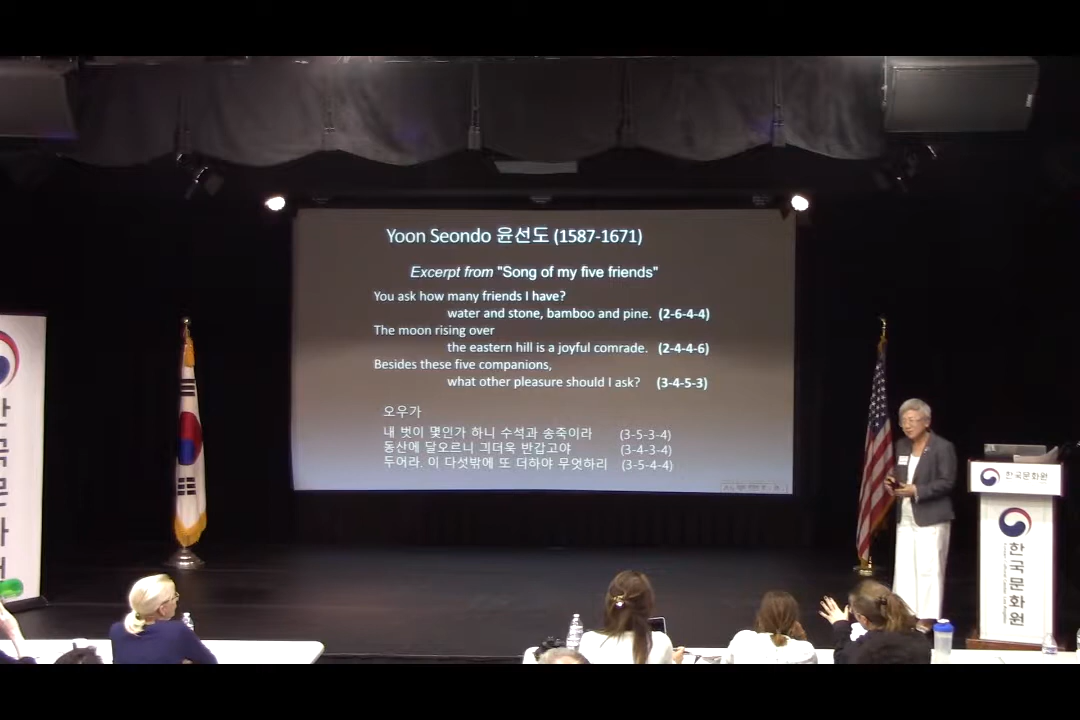 Yoon Seondo 윤선도 (1587-1671)
Excerpt from "Song of my five friends"
You ask how many friends I have?
water and stone, bamboo and pine. (2-6-4-4)
The moon rising over
the eastern hill is a joyful comrade. (2-4-4-6)
Besides these five companions,
what other pleasure should I ask? (3-4-5-3)
오우가
내 벗이 몇인가 하니 수석과 송죽이라 (3-5-3-4)
동산에 달오르니 긔더욱 반갑고야 (3-4-3-4)
두어라. 이 다섯밖에 또 더하야 무엇하리 (3-5-4-4)
한국문화원
한국문화원
한국문화